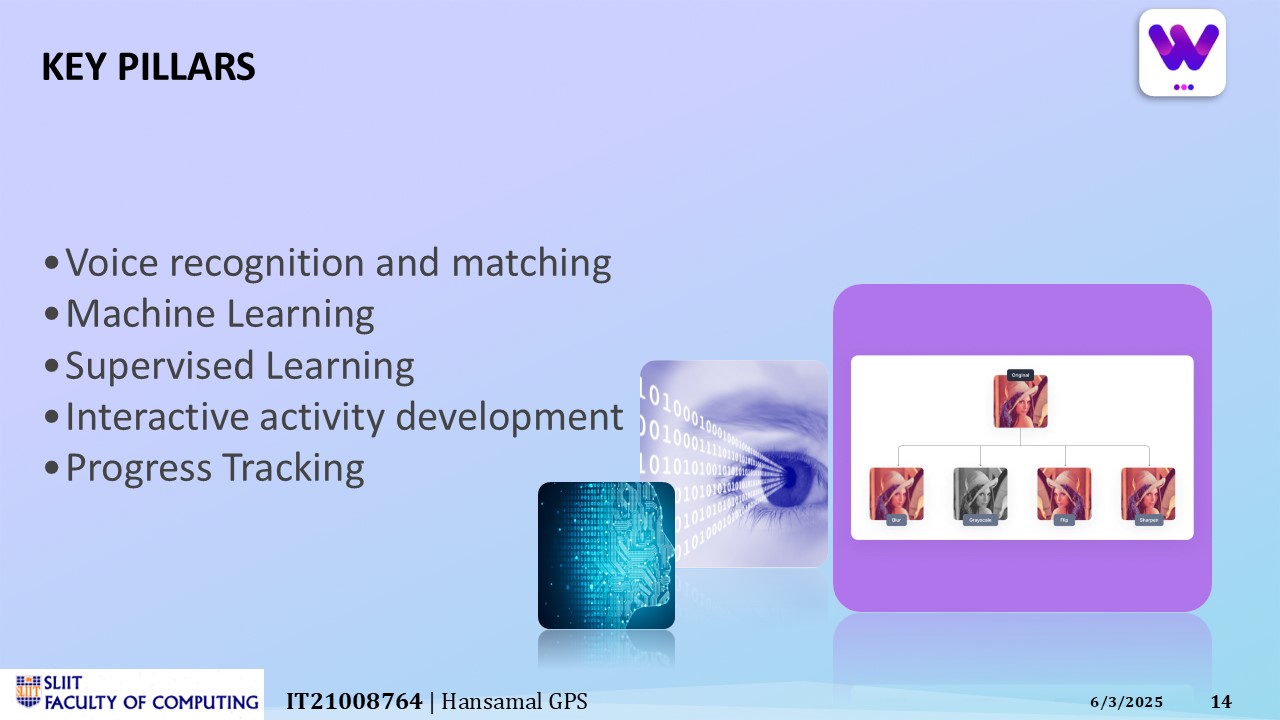 KEY PILLARS
W
•Voice recognition and matching
•Machine Learning
•Supervised Learning
•Interactive activity development
•Progress Tracking
Original
Blur
Grayscale
Flip
Sharpen
SLIIT
FACULTY OF COMPUTING
IT21008764 | Hansamal GPS
6/3/2025
14